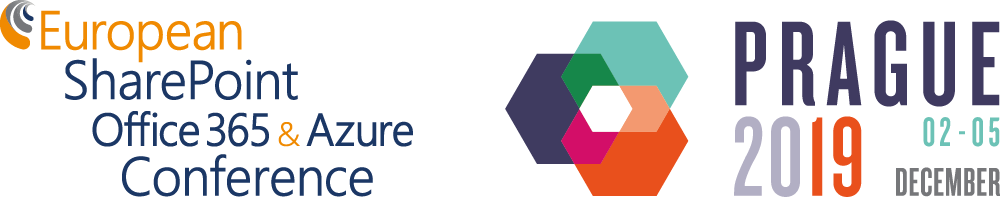 European
SharePoint
Office 365 & Azure
Conference
PRAGUE
2019
02-05
DECEMBER